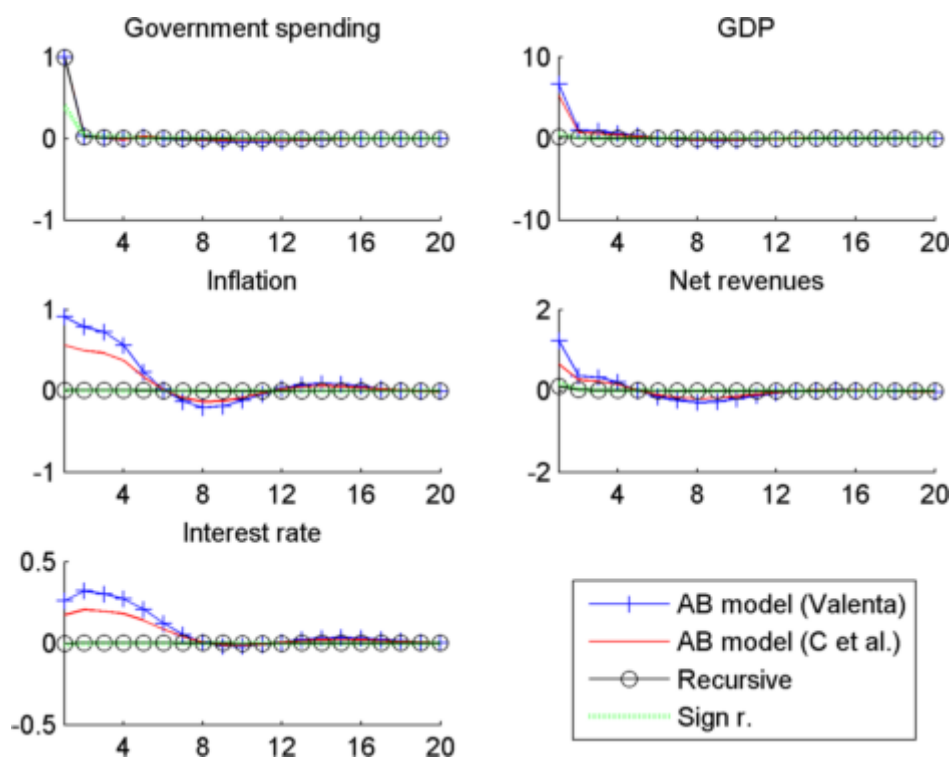 Government spending
1
0
-1
4 8 12 16 20
GDP
10
0
-10
4 8 12 16 20
Inflation
1
0
-1
4 8 12 16 20
Net revenues
2
0
-2
4 8 12 16 20
Interest rate
0.5
0
-0.5
4 8 12 16 20
AB model (Valenta)
AB model (C et al.)
Recursive
Sign r.